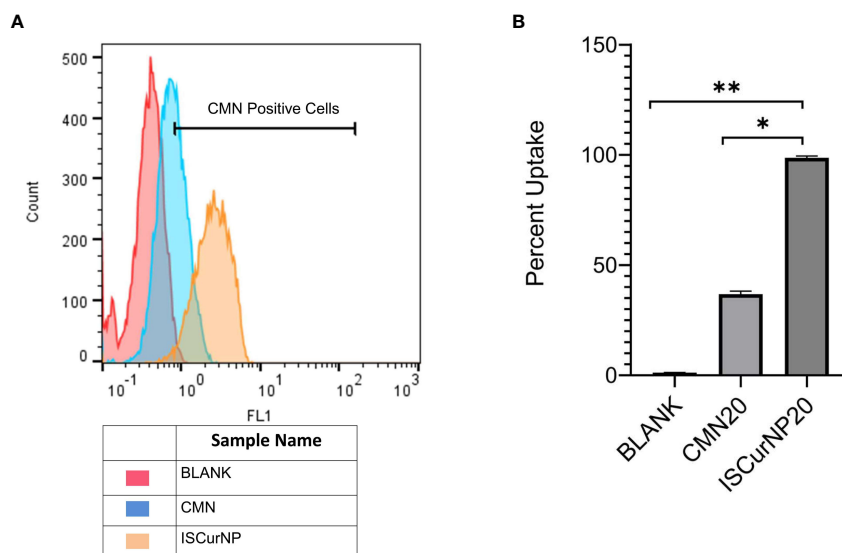 A
500
400
300
200
100
0
Count
CMN Positive Cells
10-1
100
101
102
103
FL1
Sample Name
BLANK
CMN
ISCurNP
B
150
100
50
0
Percent Uptake
**
*
BLANK
CMN20
ISCurNP20